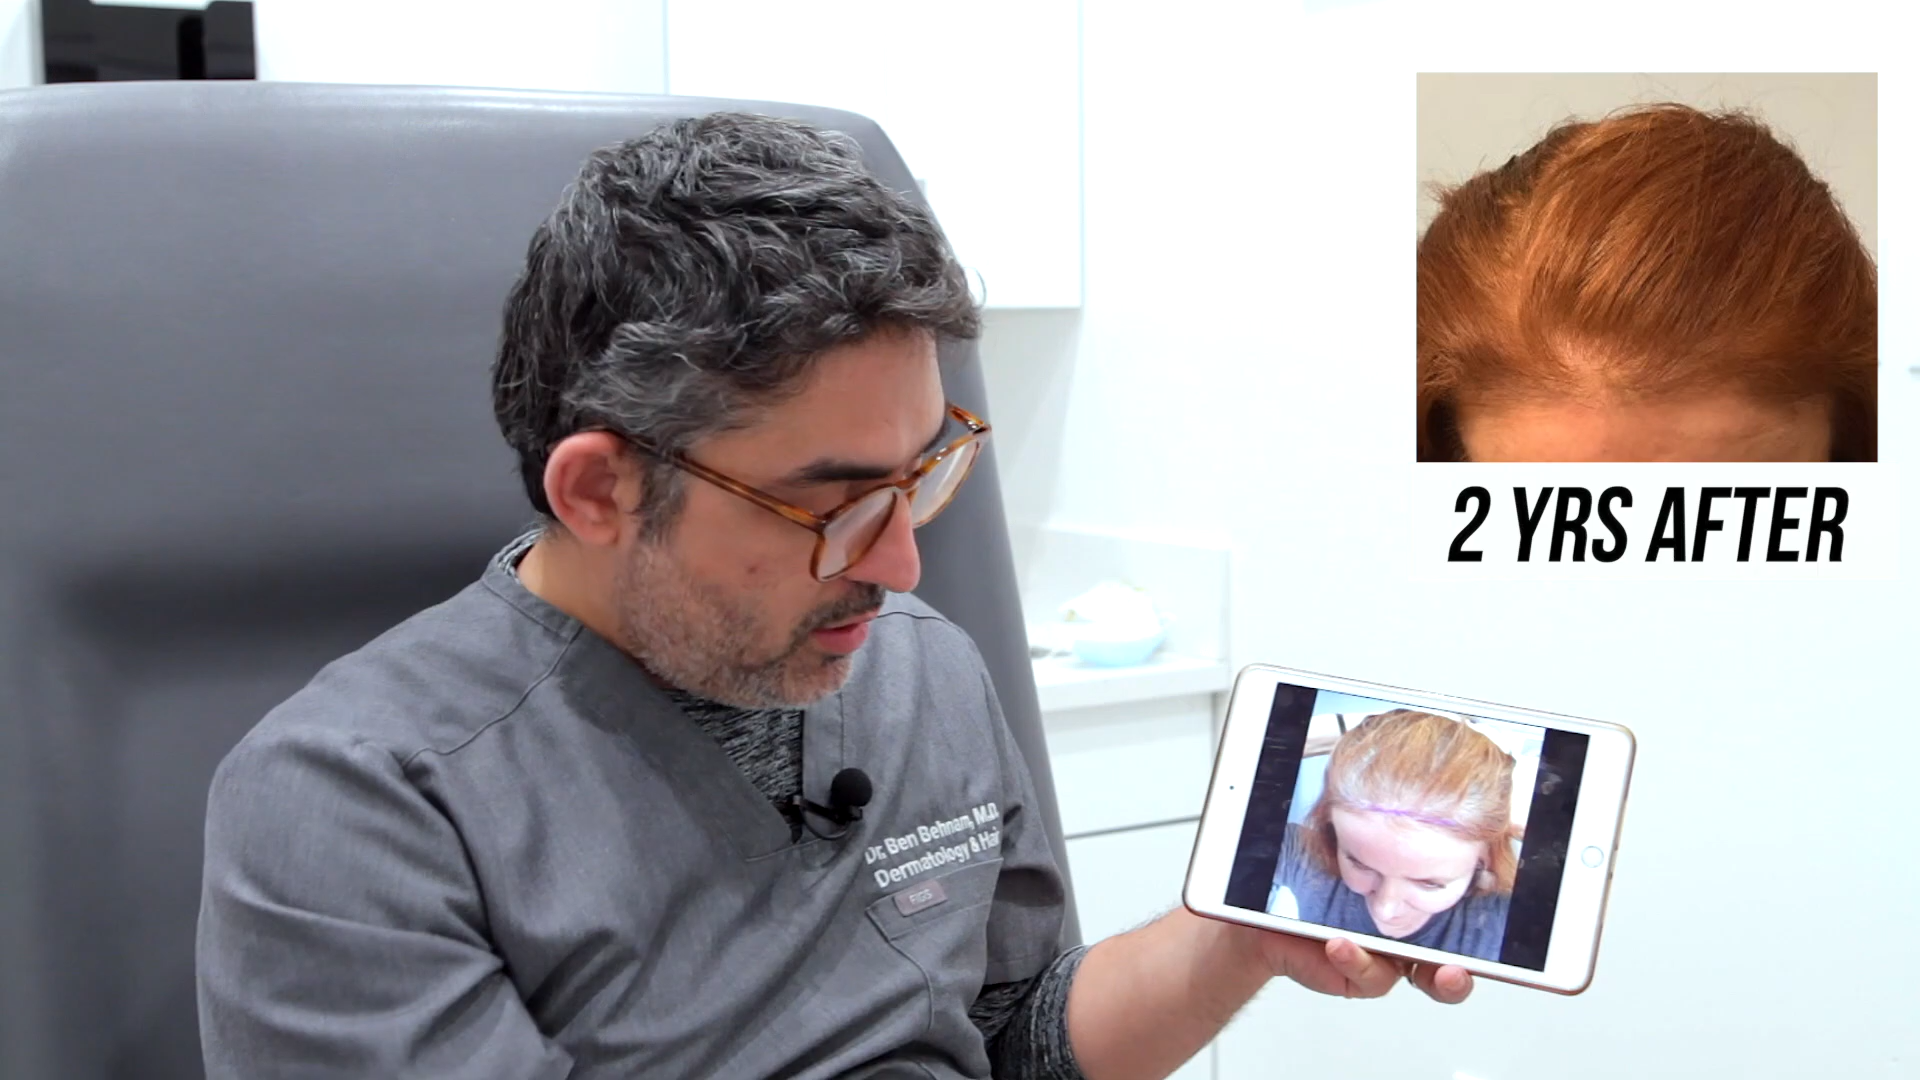 2 YRS AFTER
Dr. Ben Behnam, M.D.
Dermatology & Hair
FIGS